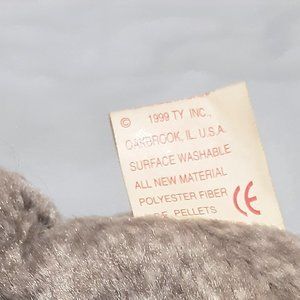 © 1999 TY INC.,
OAKBROOK, IL. U.S.A.
SURFACE WASHABLE
ALL NEW MATERIAL
POLYESTER FIBER
P.E. PELLETS CE